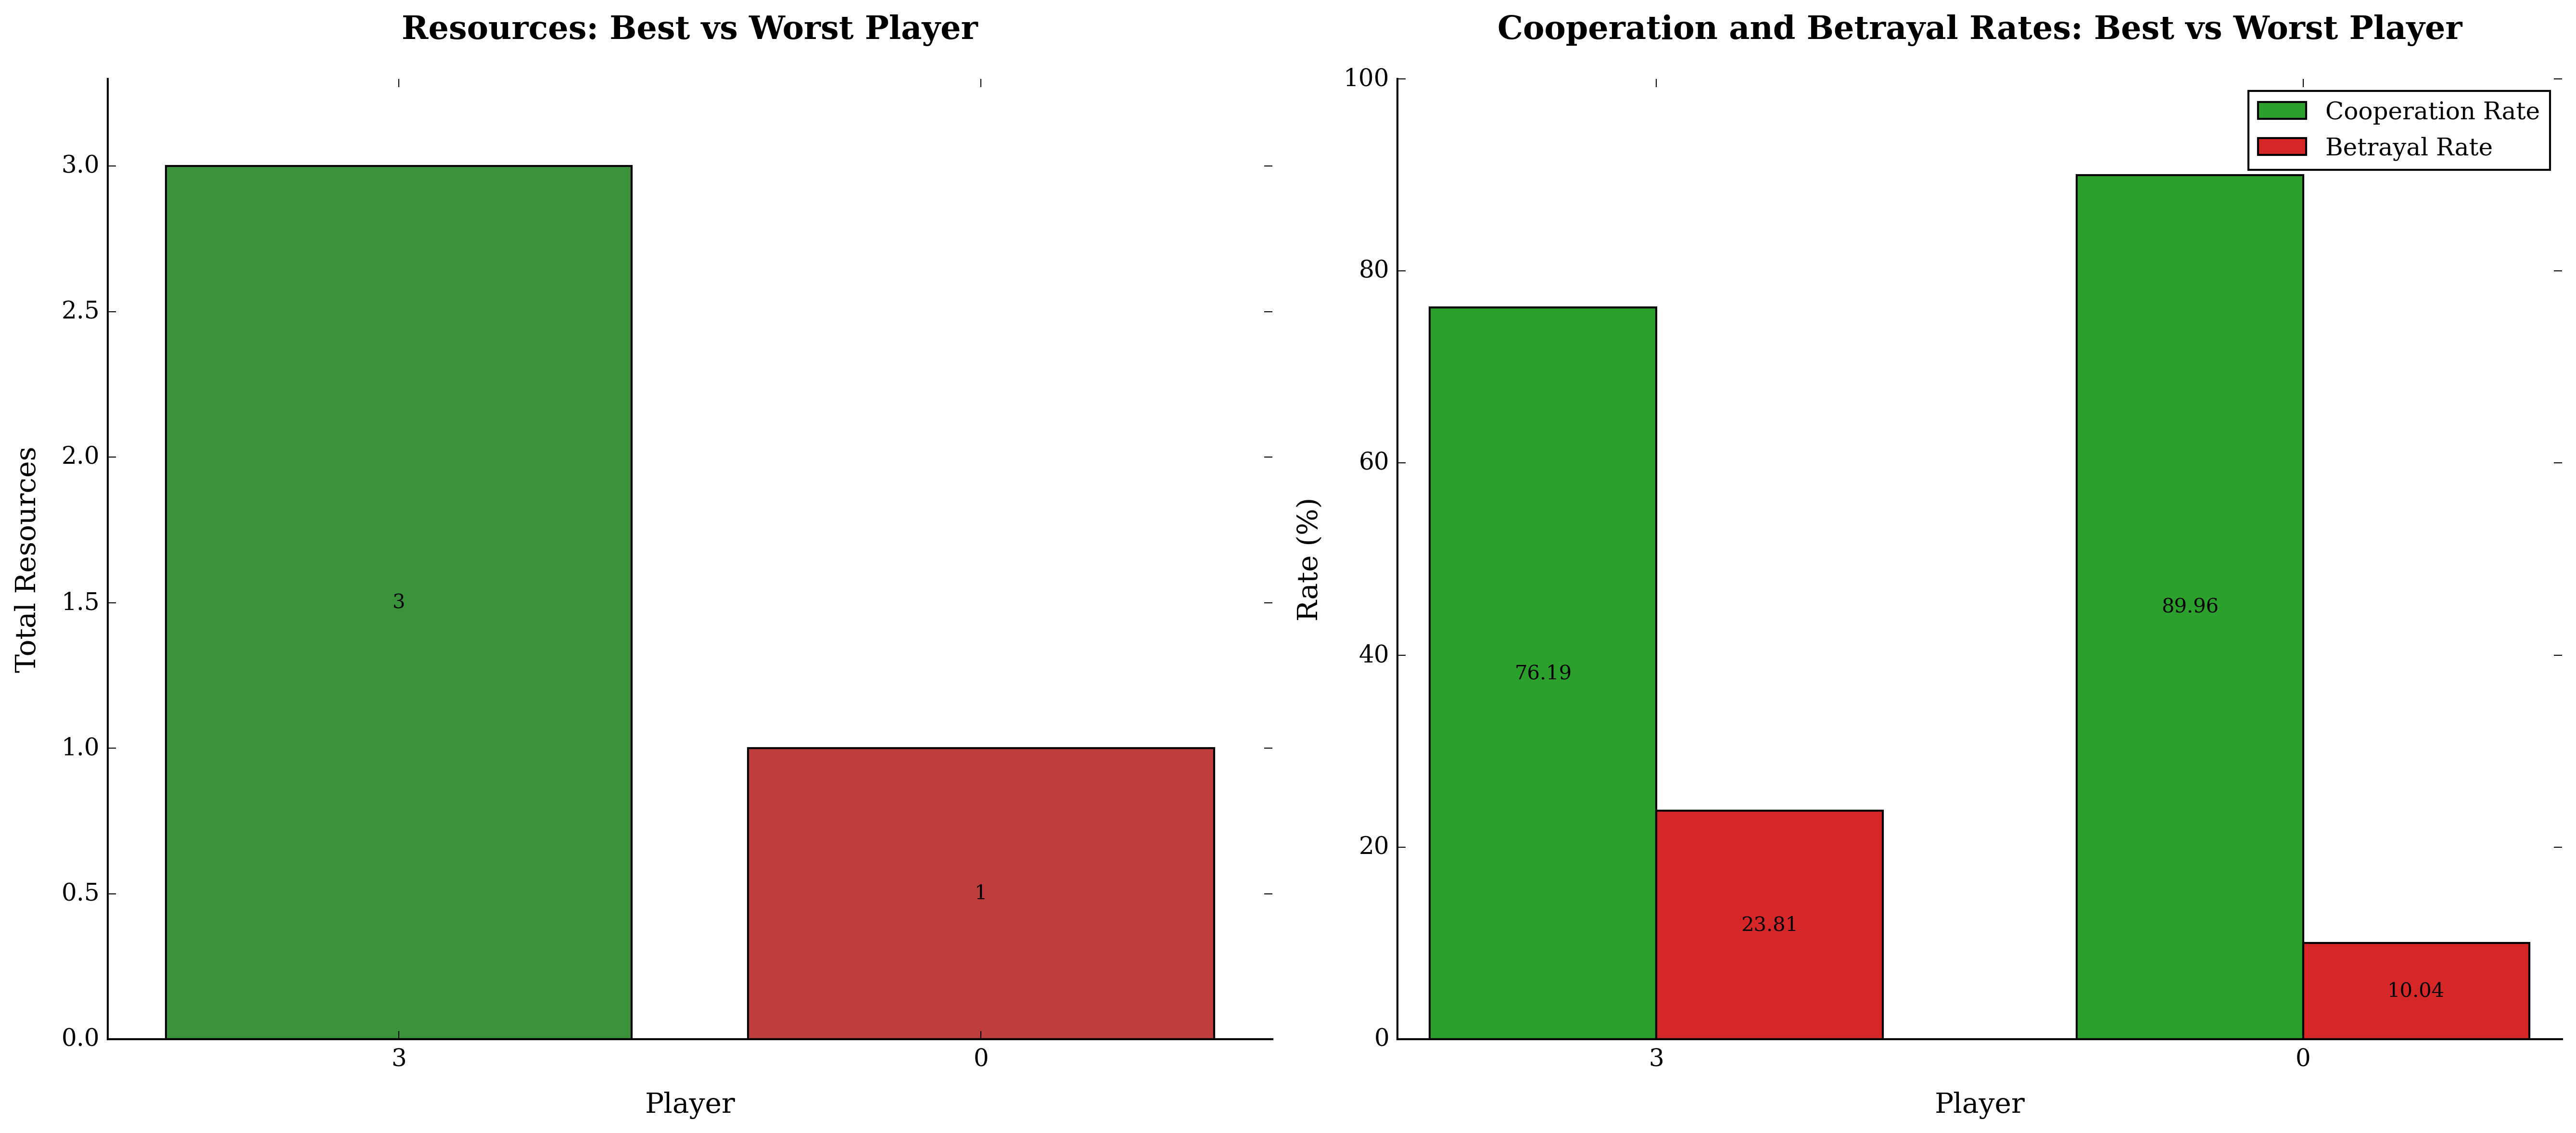 Resources: Best vs Worst Player
Total Resources
3.0
2.5
2.0
1.5
1.0
0.5
0.0
3
1
3
0
Player
Cooperation and Betrayal Rates: Best vs Worst Player
Rate (%)
100
80
60
40
20
0
Cooperation Rate
Betrayal Rate
76.19
23.81
89.96
10.04
3
0
Player